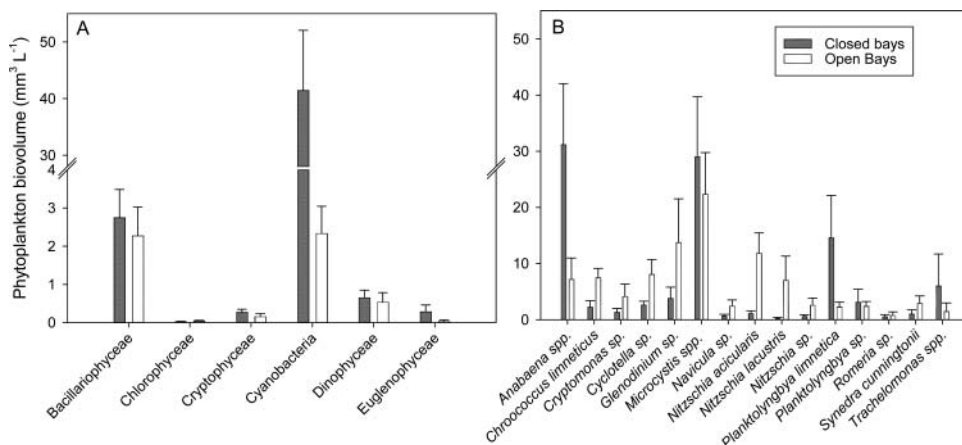 A
B
Closed bays
Open Bays
Phytoplankton biovolume (mm³ L⁻¹)
50
40
30
4
3
2
1
0
50
40
30
20
10
0
Bacillariophyceae
Chlorophyceae
Cryptophyceae
Cyanobacteria
Dinophyceae
Euglenophyceae
Anabaena spp.
Chroococcus limneticus
Cryptomonas sp.
Cyclotella sp.
Glenodinium sp.
Microcystis spp.
Navicula sp.
Nitzschia acicularis
Nitzschia lacustris
Nitzschia sp.
Planktolyngbya limnetica
Planktolyngbya sp.
Romeria sp.
Synedra cunningtonii
Trachelomonas spp.